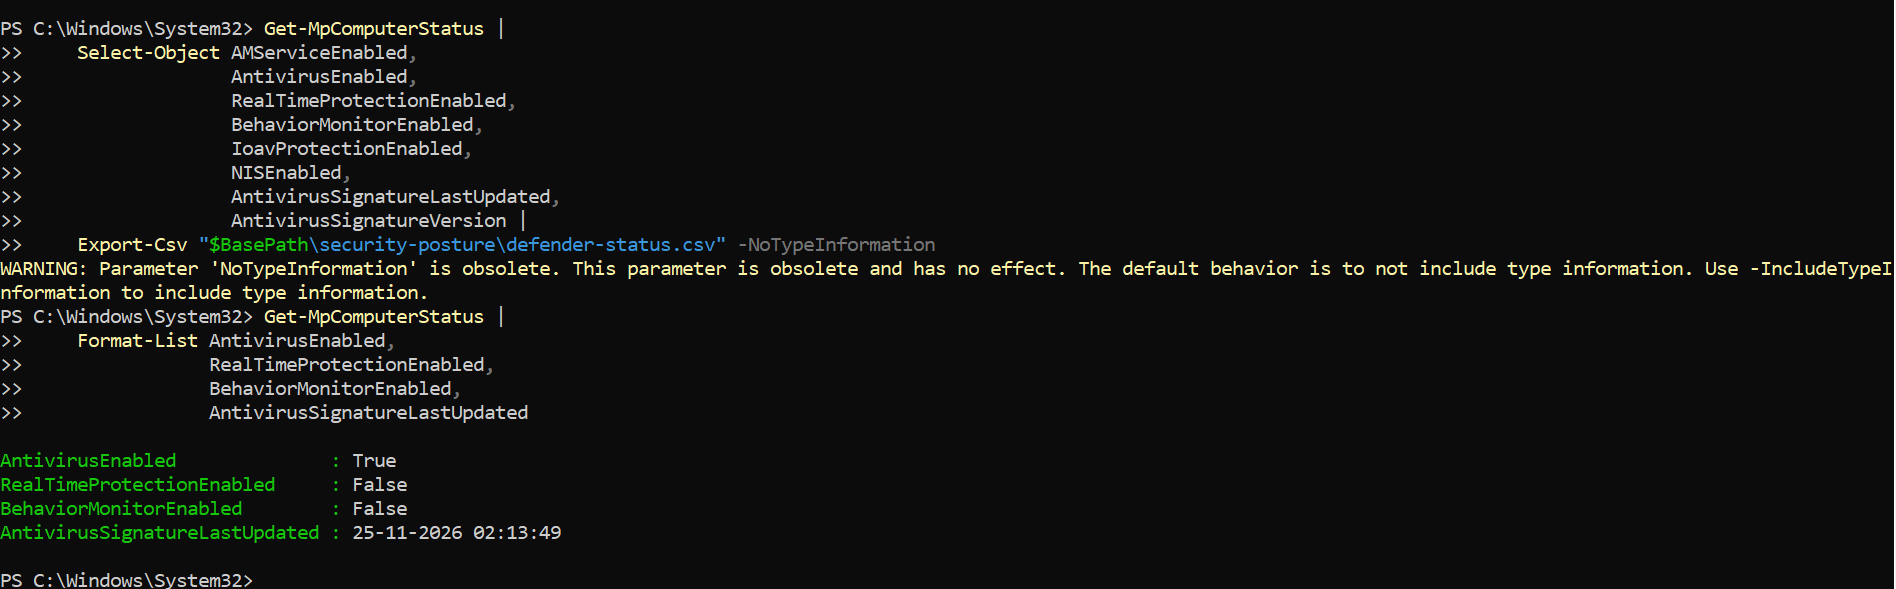 PS C:\Windows\System32> Get-MpComputerStatus |
>>     Select-Object AMServiceEnabled,
>>                   AntivirusEnabled,
>>                   RealTimeProtectionEnabled,
>>                   BehaviorMonitorEnabled,
>>                   IoavProtectionEnabled,
>>                   NISEnabled,
>>                   AntivirusSignatureLastUpdated,
>>                   AntivirusSignatureVersion |
>>     Export-Csv "$BasePath\security-posture\defender-status.csv" -NoTypeInformation
WARNING: Parameter 'NoTypeInformation' is obsolete. This parameter is obsolete and has no effect. The default behavior is to not include type information. Use -IncludeTypeI
nformation to include type information.
PS C:\Windows\System32> Get-MpComputerStatus |
>>     Format-List AntivirusEnabled,
>>                 RealTimeProtectionEnabled,
>>                 BehaviorMonitorEnabled,
>>                 AntivirusSignatureLastUpdated
AntivirusEnabled              : True
RealTimeProtectionEnabled     : False
BehaviorMonitorEnabled        : False
AntivirusSignatureLastUpdated : 25-11-2026 02:13:49
PS C:\Windows\System32>